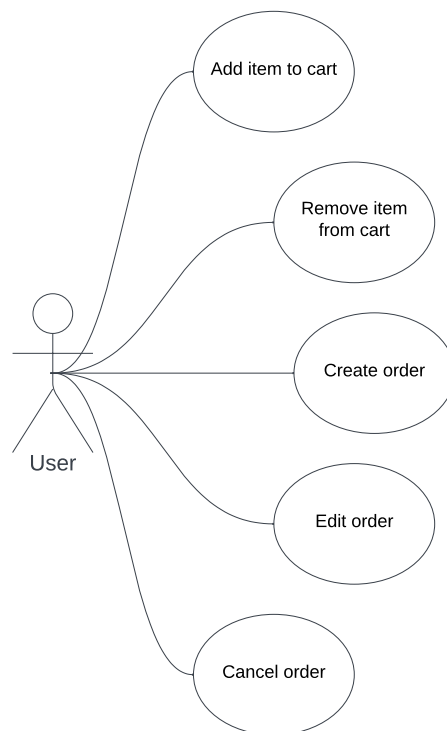 Add item to cart
Remove item
from cart
Create order
User
Edit order
Cancel order